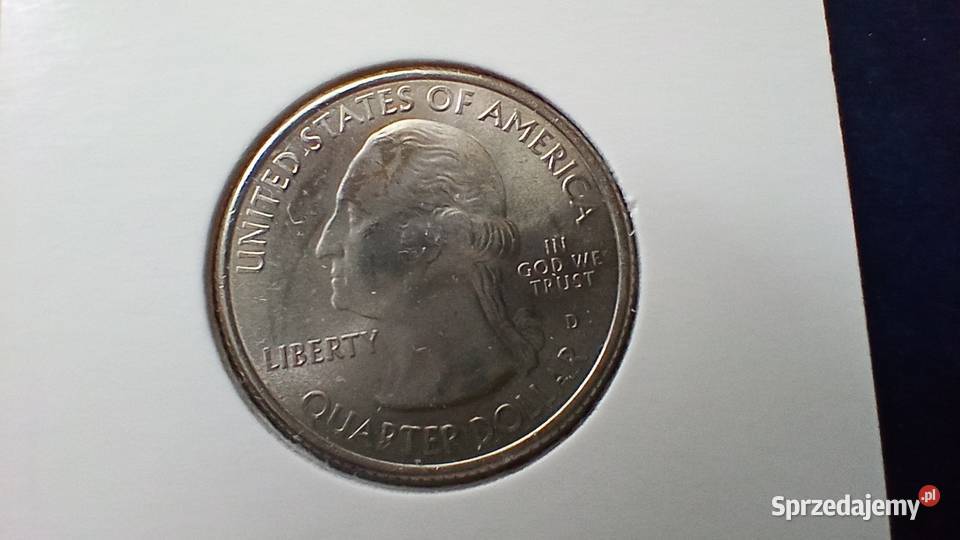 UNITED STATES OF AMERICA
IN
GOD WE
TRUST
D
LIBERTY
QUARTER DOLLAR
Sprzedajemy.pl